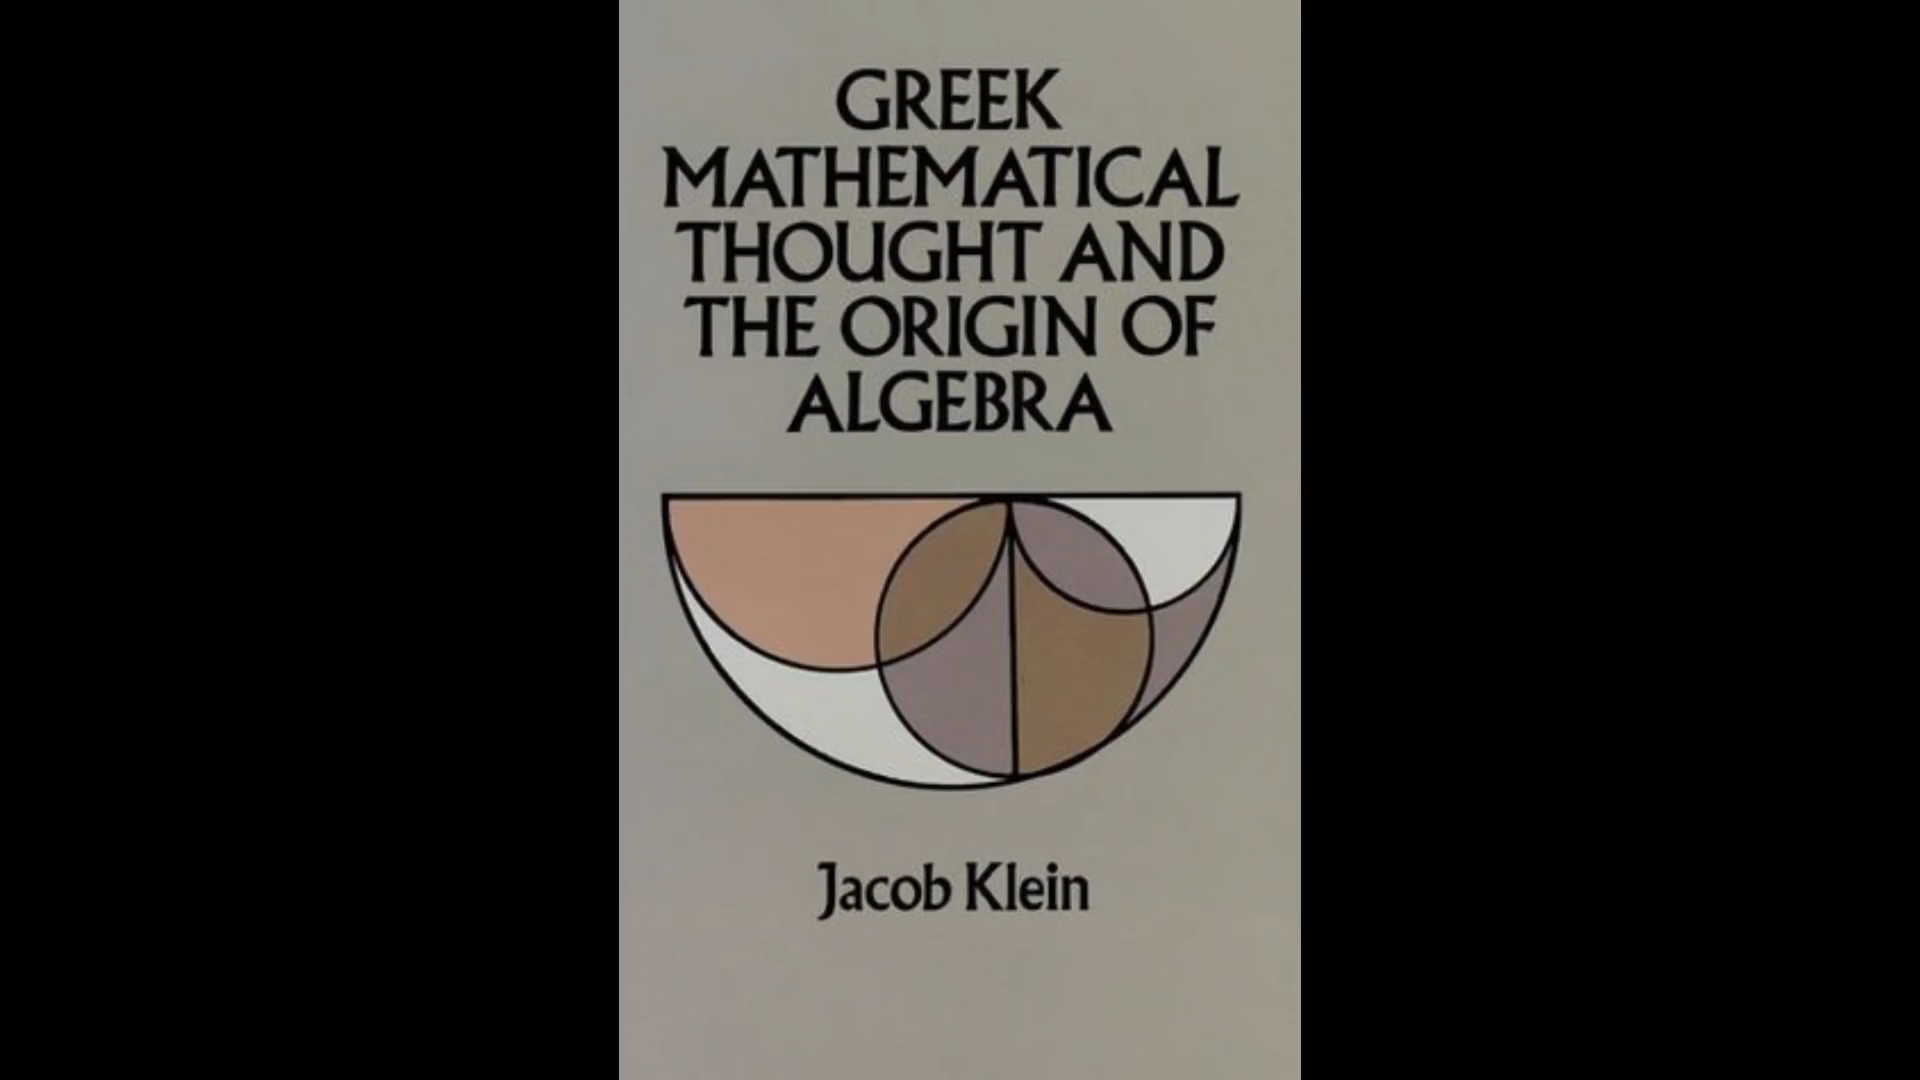 GREEK
MATHEMATICAL
THOUGHT AND
THE ORIGIN OF
ALGEBRA
Jacob Klein